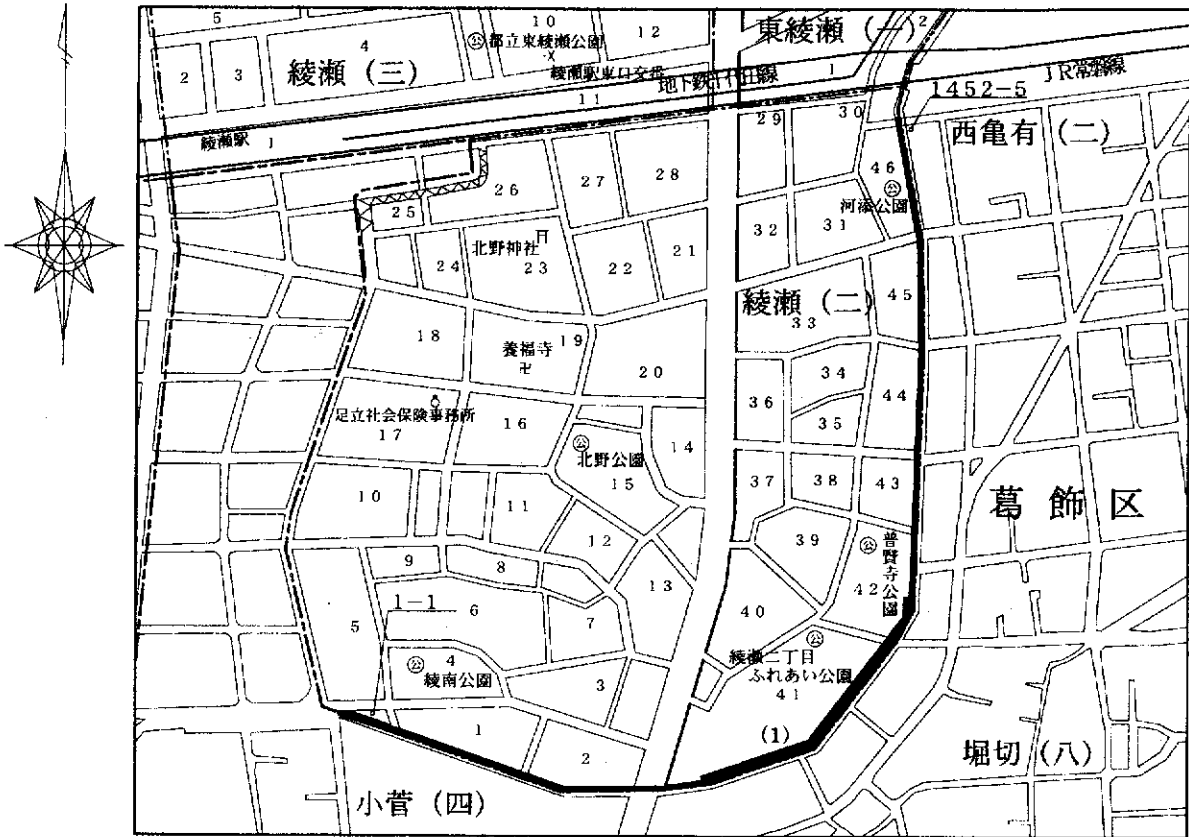 5
4
2
3
綾瀬 (三)
10
公 都立東綾瀬公園
12
綾瀬駅東口交番
11
地下鉄千代田線
東綾瀬 (一)
2
1
JR常磐線
綾瀬駅
1
1452-5
西亀有 (二)
29
30
46
公
河添公園
25
26
27
28
32
31
北野神社
24
23
22
21
綾瀬 (二)
33
45
18
養福寺
卍
19
20
34
44
36
35
足立社会保険事務所
17
16
公
北野公園
15
14
37
38
43
葛飾区
10
11
12
39
公
普賢寺公園
42
9
8
13
1-1
6
5
7
40
公
4
綾南公園
3
綾瀬二丁目
ふれあい公園
公
41
1
2
(1)
堀切 (八)
小菅 (四)